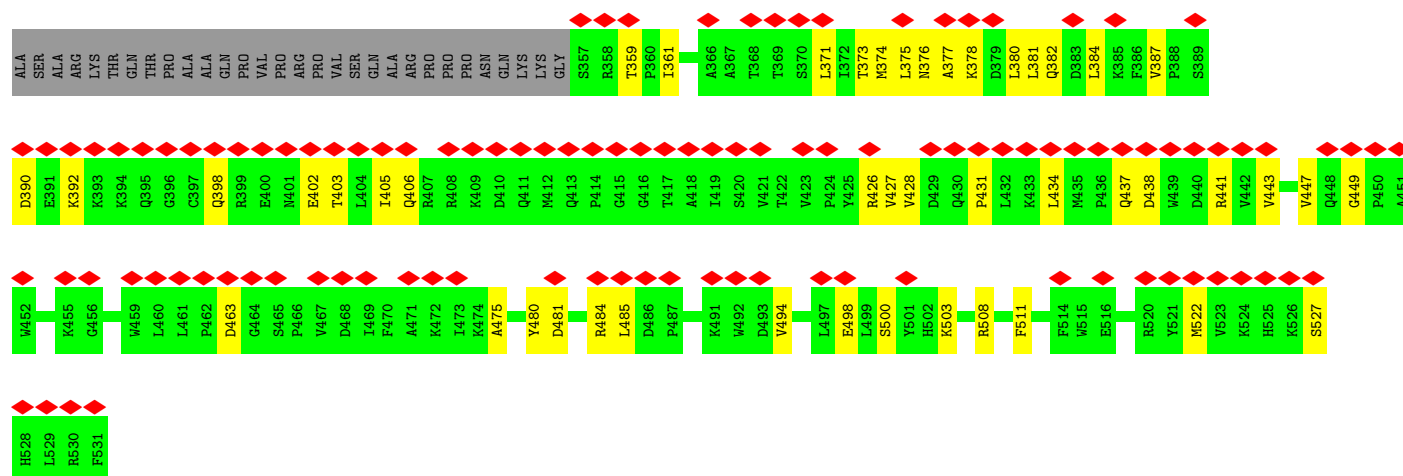 ALA SER ALA ARG LYS THR GLN THR PRO ALA ALA GLN PRO VAL PRO PRO ARG PRO VAL SER GLN ALA ARG PRO PRO PRO ASN GLN LYS LYS GLY S357 R358 T359 P360 I361 A366 A367 T368 T369 S370 L371 I372 T373 M374 L375 N376 A377 K378 D379 L380 L381 Q382 D383 L384 K385 F386 V387 P388 S389
D390 E391 K392 K393 K394 Q395 G396 C397 Q398 R399 E400 N401 E402 T403 L404 I405 Q406 R407 R408 K409 D410 Q411 M412 Q413 P414 G415 G416 T417 A418 I419 S420 V421 T422 V423 P424 Y425 R426 V427 V428 D429 Q430 P431 L432 K433 L434 M435 P436 Q437 D438 W439 D440 R441 V442 V443 V447 Q448 G449 P450 A451
W452 K455 G456 W459 L460 L461 P462 D463 G464 S465 P466 V467 D468 I469 F470 A471 K472 I473 K474 A475 Y480 D481 R484 L485 D486 P487 K491 W492 D493 V494 L497 E498 L499 S500 Y501 H502 K503 R508 F511 F514 W515 E516 R520 Y521 M522 V523 K524 H525 K526 S527
H528 L529 R530 F531